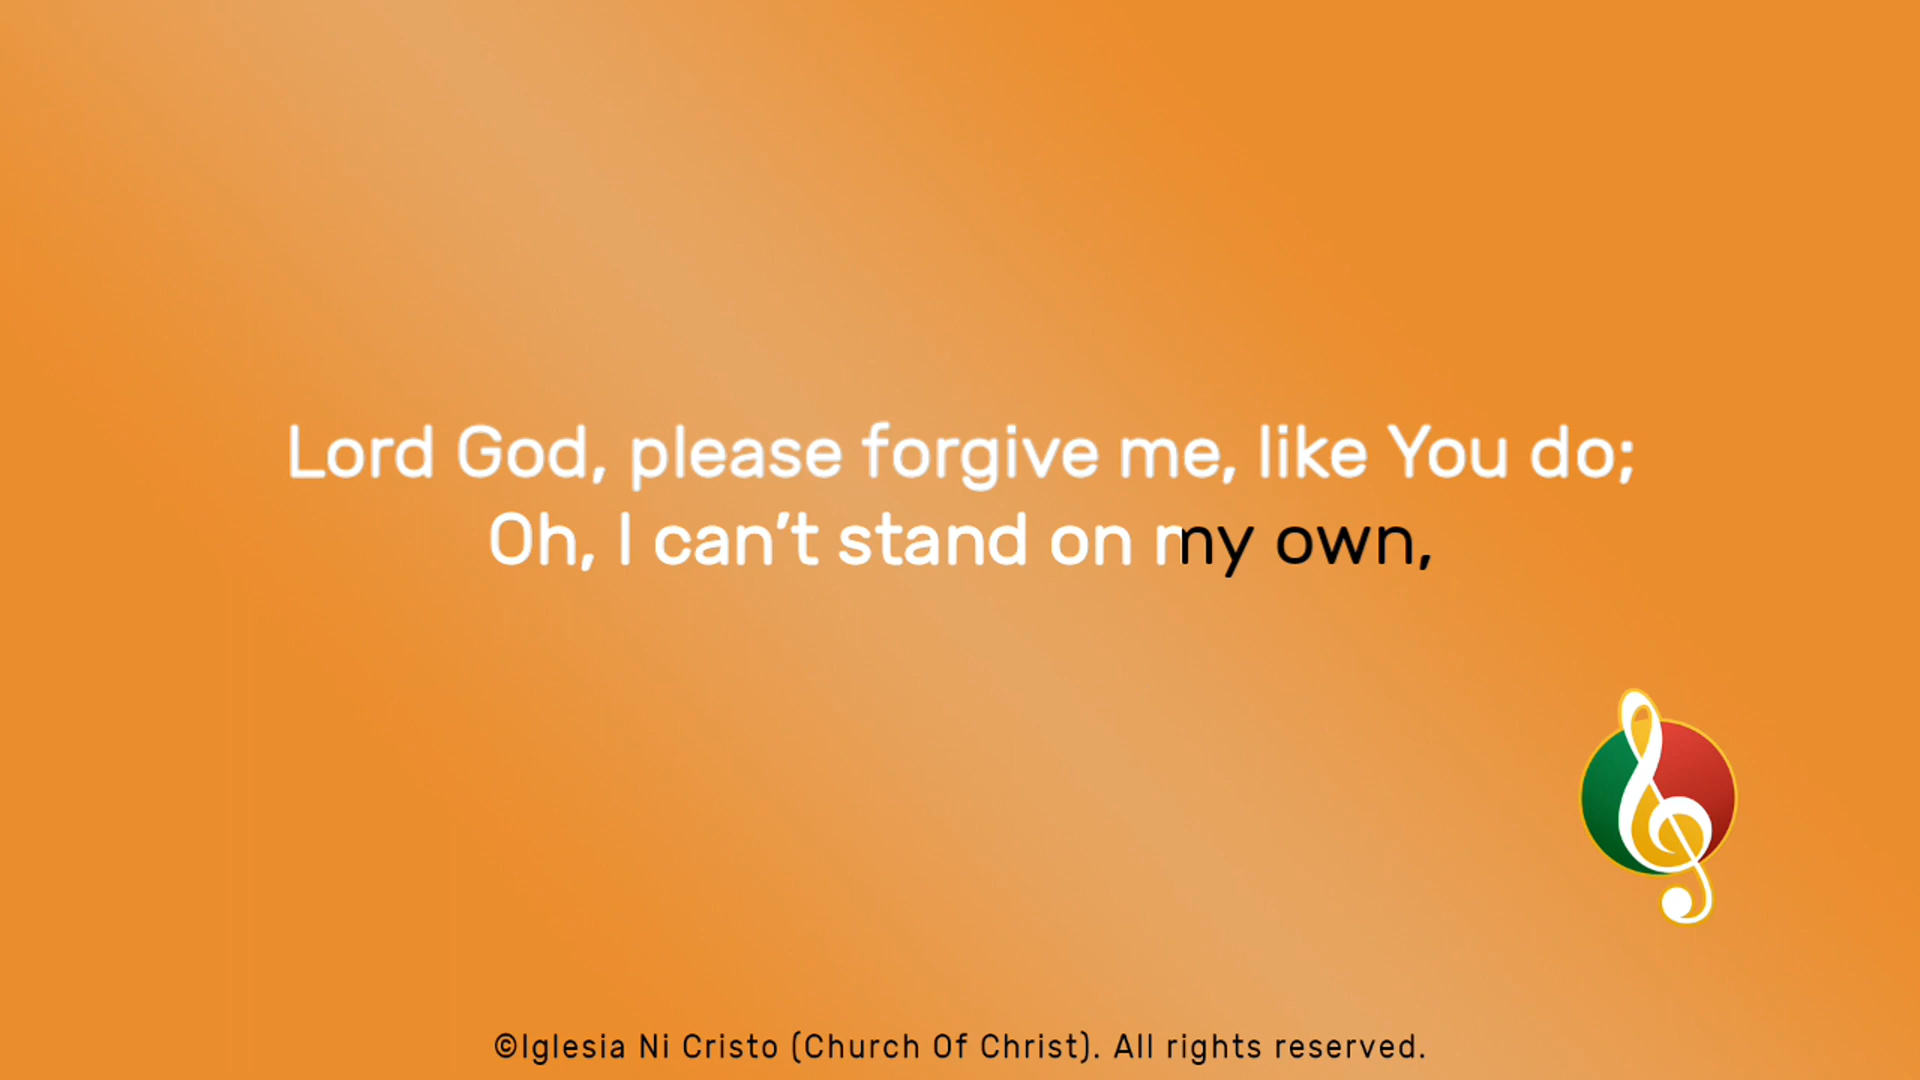 Lord God, please forgive me, like You do;
Oh, I can’t stand on my own,
©Iglesia Ni Cristo (Church Of Christ). All rights reserved.